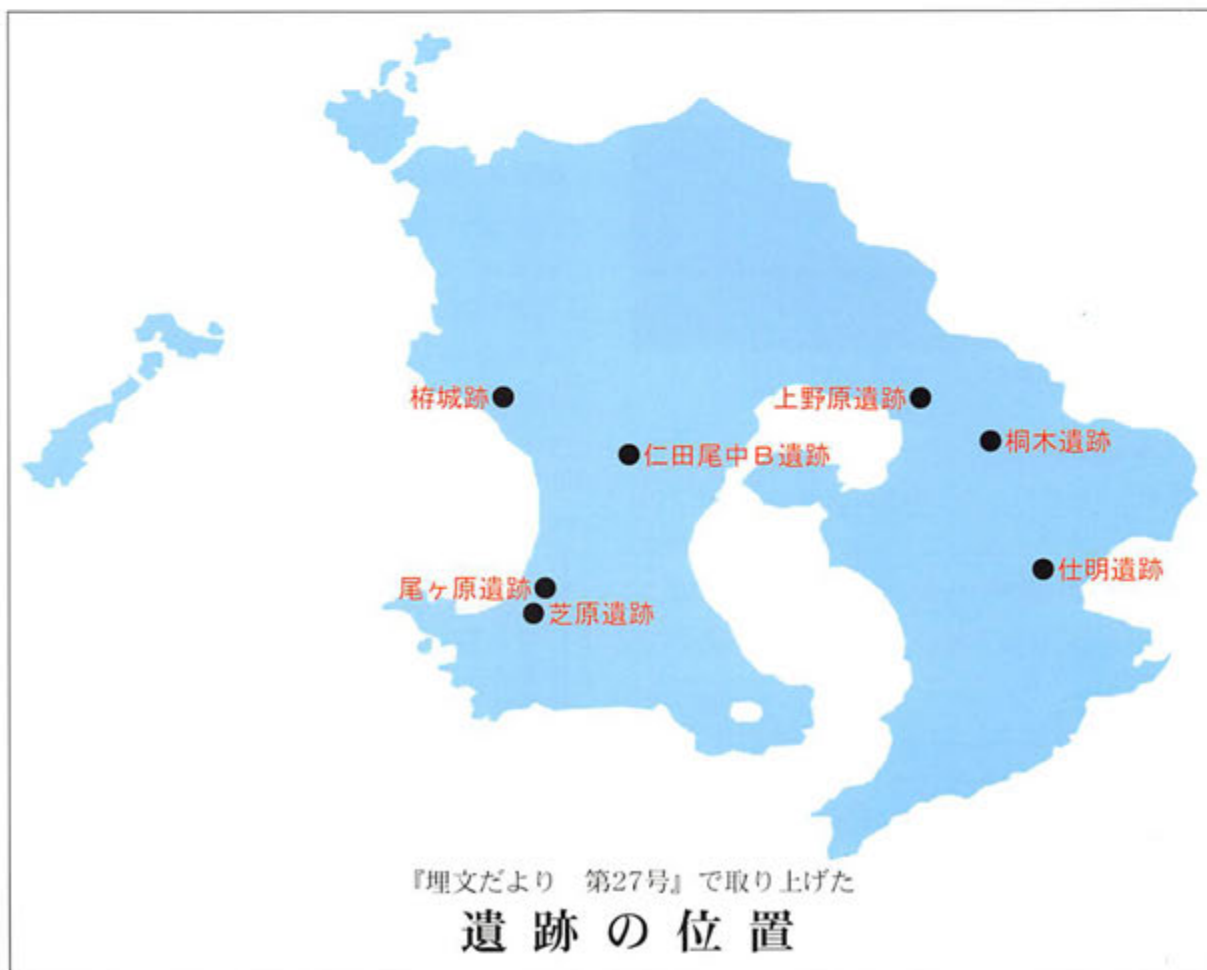 栫城跡
上野原遺跡
桐木遺跡
仁田尾中B遺跡
仕明遺跡
尾ヶ原遺跡
芝原遺跡
『埋文だより 第27号』で取り上げた
遺跡の位置